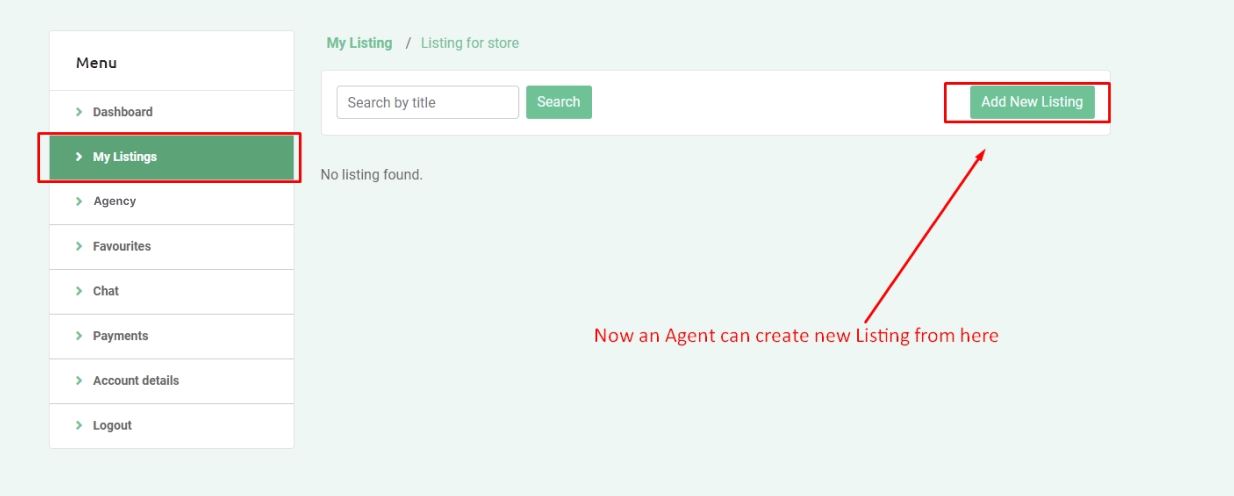 Menu
Dashboard
My Listings
Agency
Favourites
Chat
Payments
Account details
Logout
My Listing / Listing for store
Search by title Search Add New Listing
No listing found.
Now an Agent can create new Listing from here